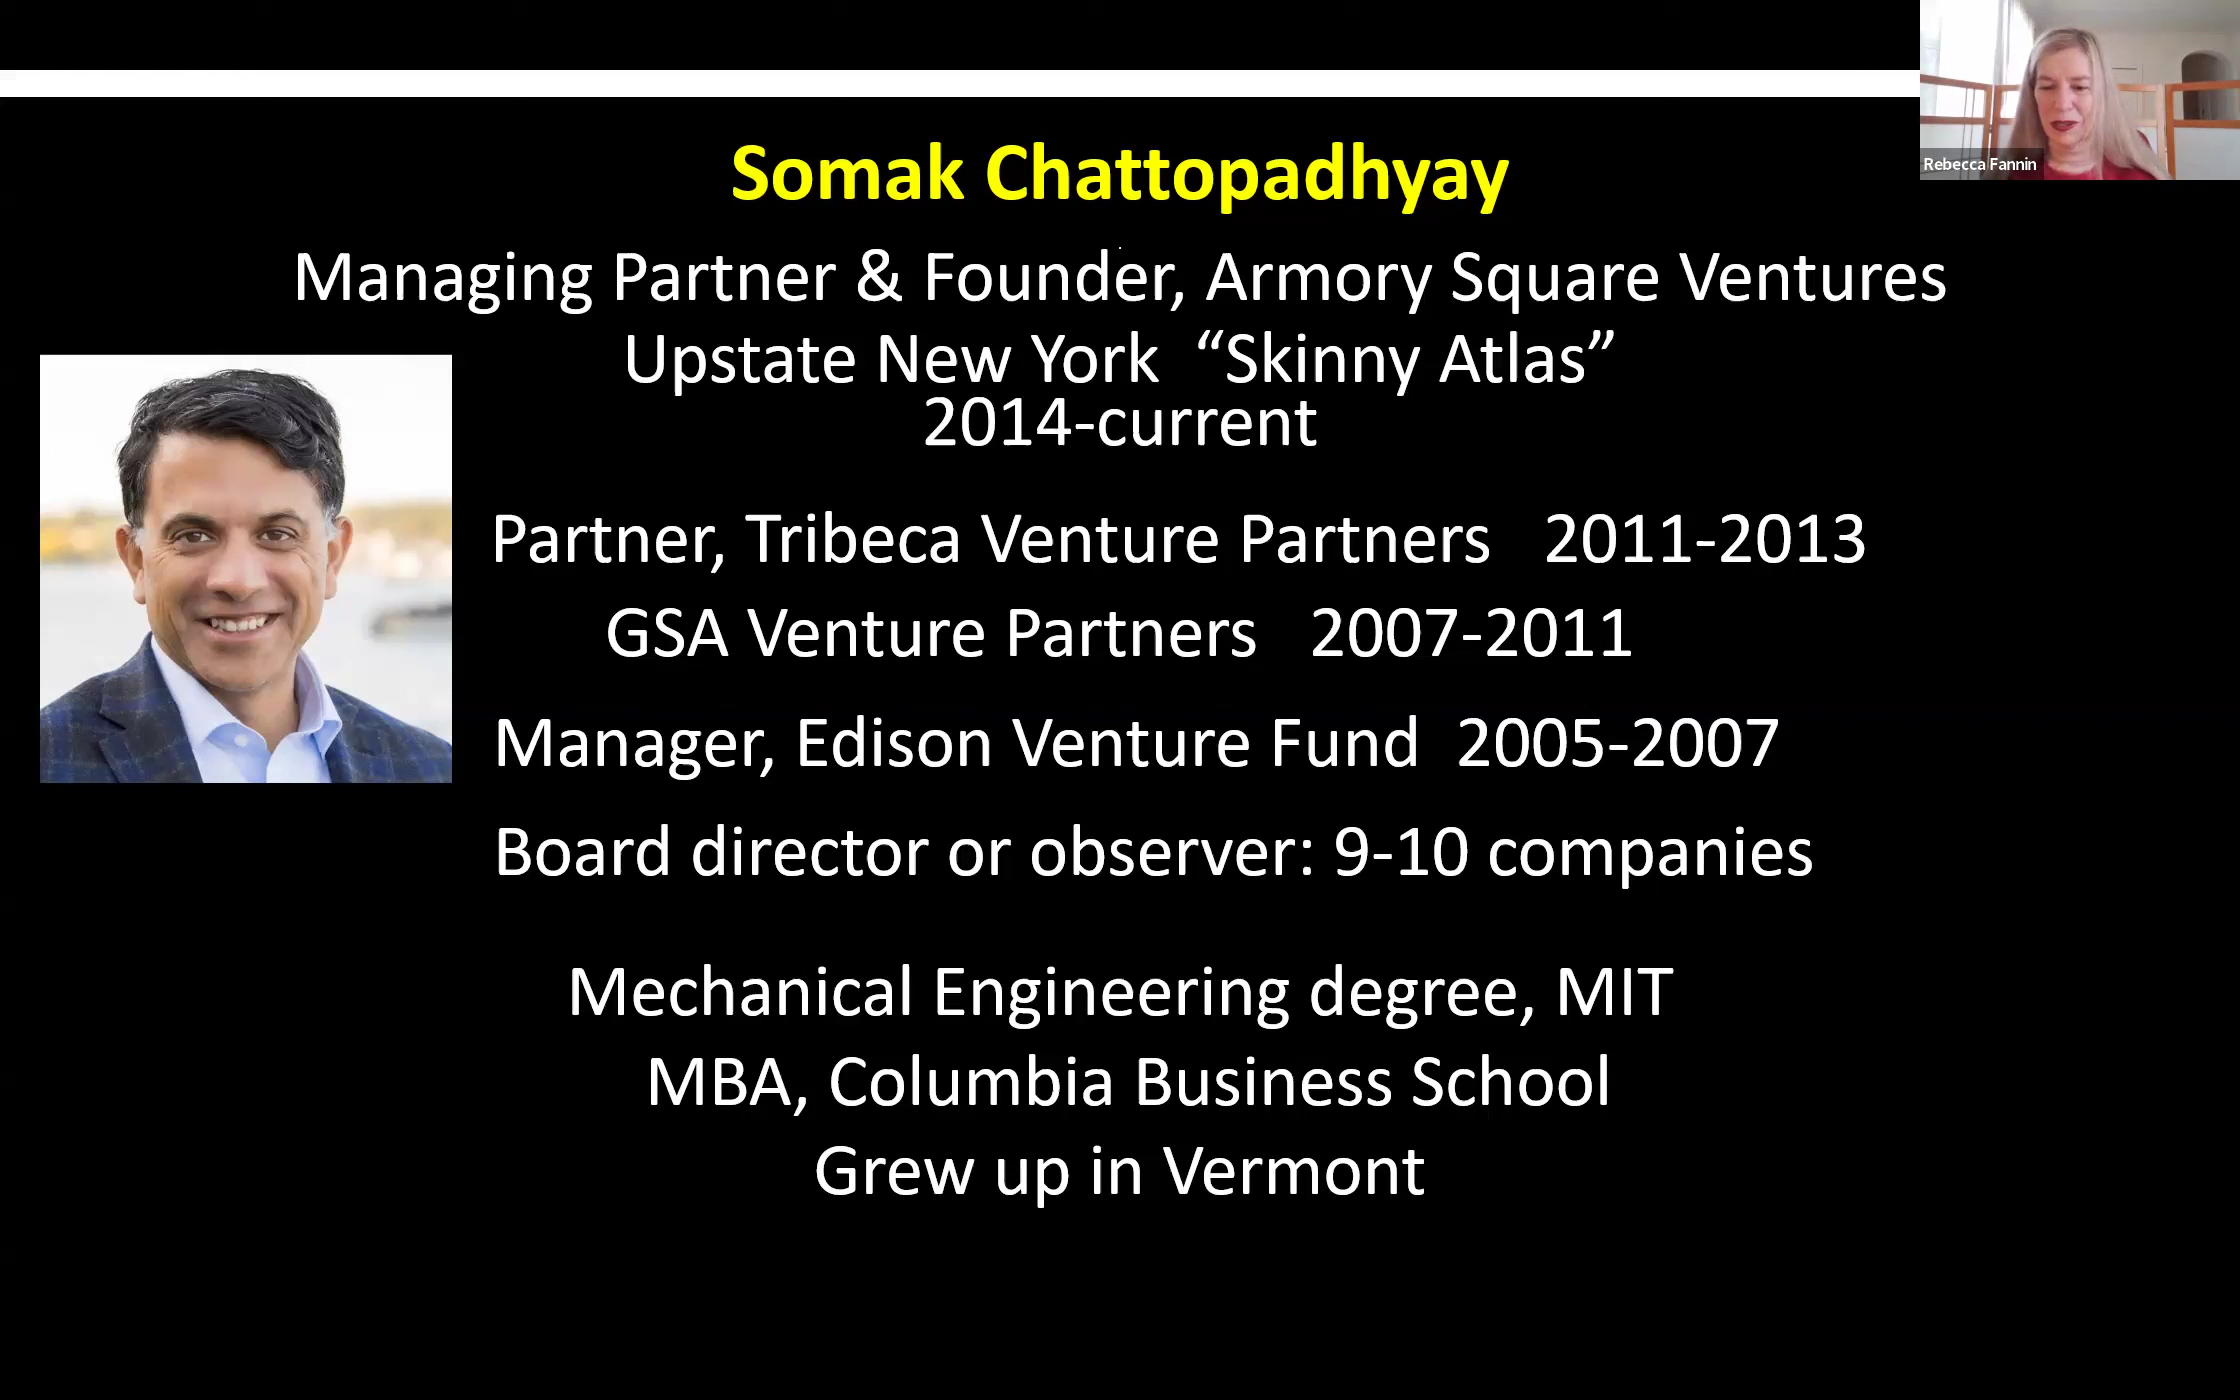 Rebecca Fannin
Somak Chattopadhyay
Managing Partner & Founder, Armory Square Ventures
Upstate New York “Skinny Atlas”
2014-current
Partner, Tribeca Venture Partners 2011-2013
GSA Venture Partners 2007-2011
Manager, Edison Venture Fund 2005-2007
Board director or observer: 9-10 companies
Mechanical Engineering degree, MIT
MBA, Columbia Business School
Grew up in Vermont